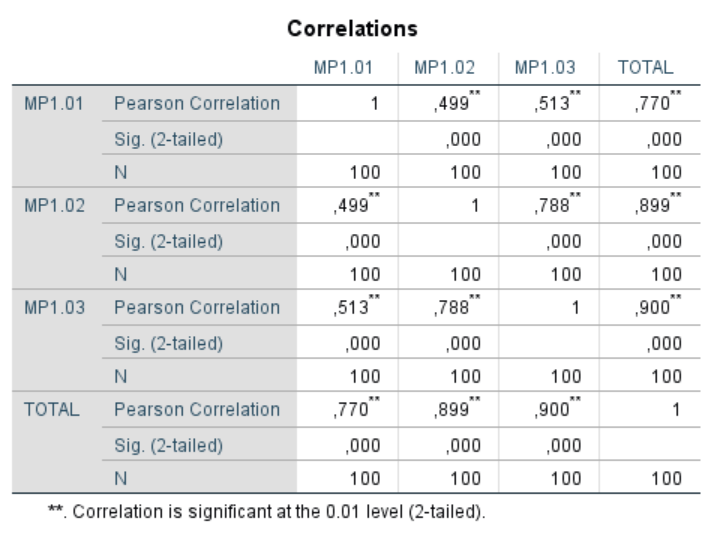 Correlations
MP1.01 MP1.02 MP1.03 TOTAL
MP1.01 Pearson Correlation 1 ,499** ,513** ,770**
Sig. (2-tailed) ,000 ,000 ,000
N 100 100 100 100
MP1.02 Pearson Correlation ,499** 1 ,788** ,899**
Sig. (2-tailed) ,000 ,000 ,000
N 100 100 100 100
MP1.03 Pearson Correlation ,513** ,788** 1 ,900**
Sig. (2-tailed) ,000 ,000 ,000
N 100 100 100 100
TOTAL Pearson Correlation ,770** ,899** ,900** 1
Sig. (2-tailed) ,000 ,000 ,000
N 100 100 100 100
**. Correlation is significant at the 0.01 level (2-tailed).